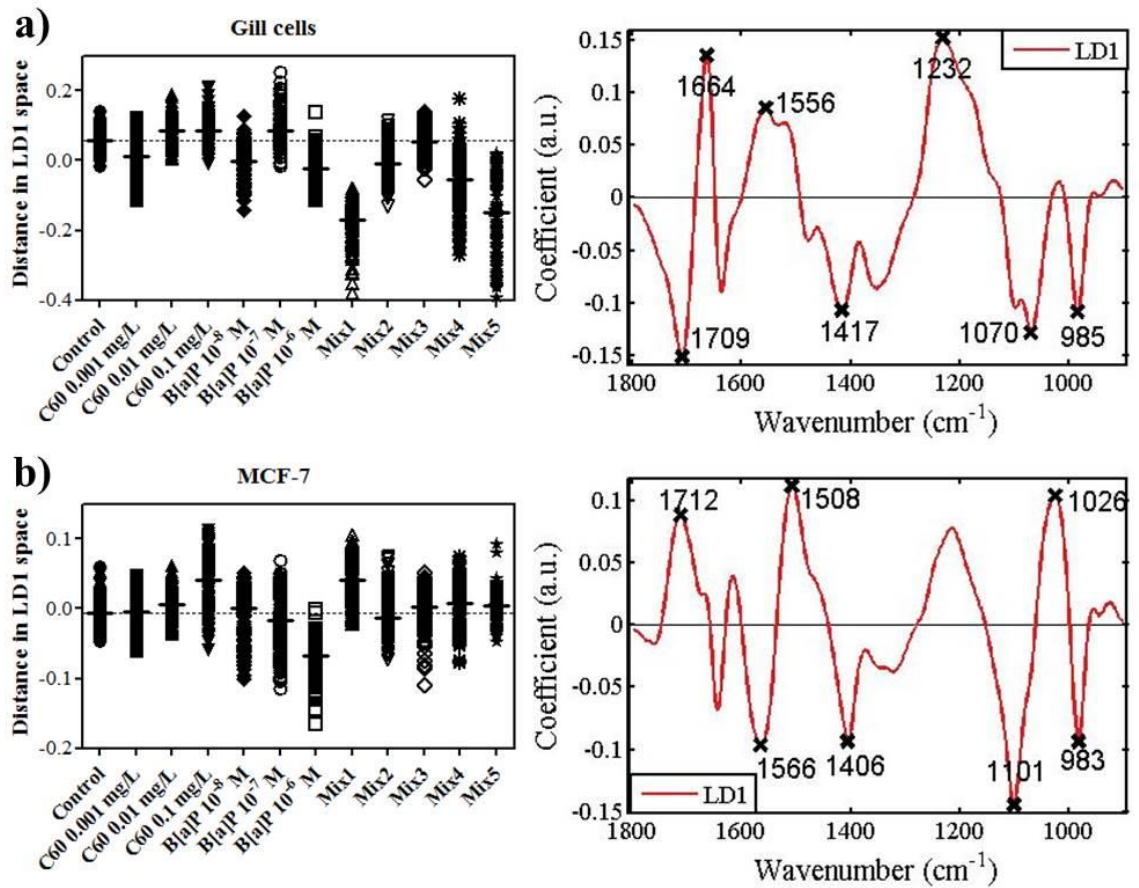 a)
Gill cells
Distance in LD1 space
0.2
0.0
-0.2
-0.4
Control
C60 0.001 mg/L
C60 0.01 mg/L
C60 0.1 mg/L
B[a]P 10-8 M
B[a]P 10-7 M
B[a]P 10-6 M
Mix1
Mix2
Mix3
Mix4
Mix5
Coefficient (a.u.)
0.15
0.1
0.05
0
-0.05
-0.1
-0.15
LD1
1664
1556
1232
1709
1417
1070
985
1800
1600
1400
1200
1000
Wavenumber (cm-1)
b)
MCF-7
Distance in LD1 space
0.1
0.0
-0.1
-0.2
Control
C60 0.001 mg/L
C60 0.01 mg/L
C60 0.1 mg/L
B[a]P 10-8 M
B[a]P 10-7 M
B[a]P 10-6 M
Mix1
Mix2
Mix3
Mix4
Mix5
Coefficient (a.u.)
0.1
0.05
0
-0.05
-0.1
-0.15
1712
1508
1026
1566
1406
1101
983
LD1
1800
1600
1400
1200
1000
Wavenumber (cm-1)